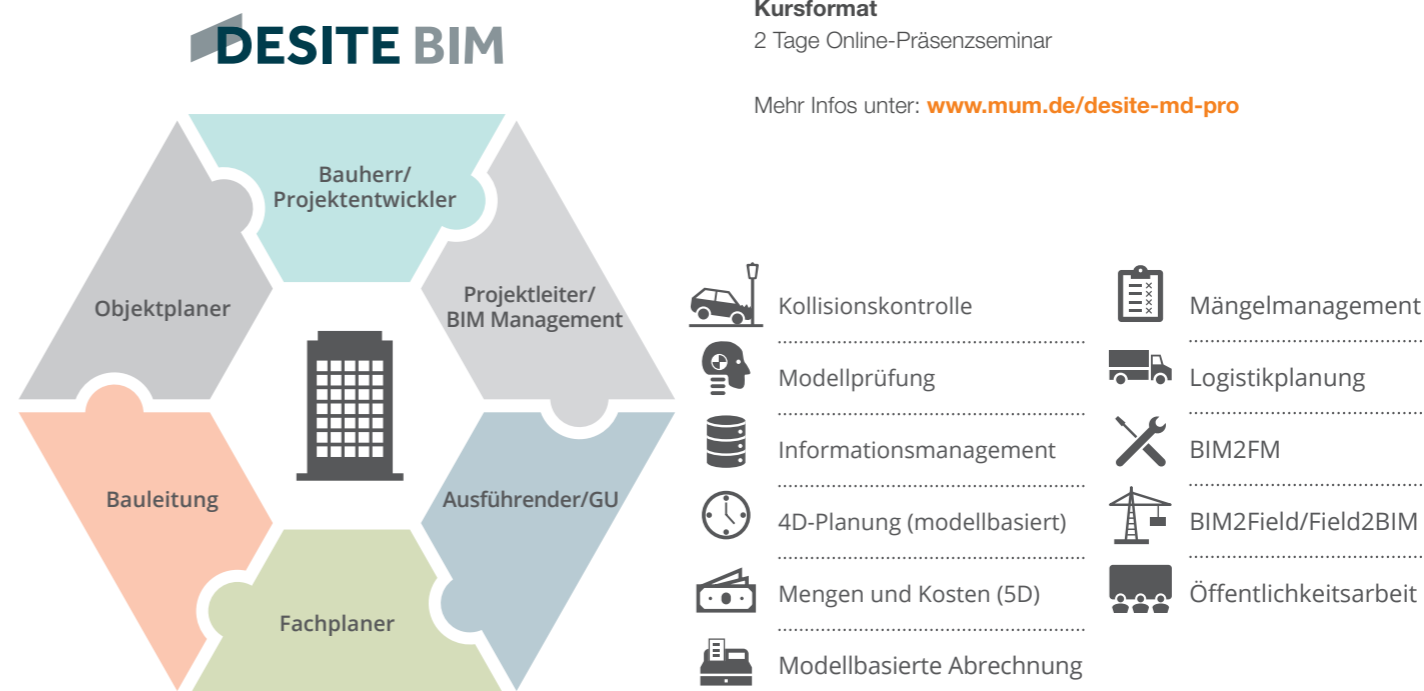 Kursformat
2 Tage Online-Präsenzseminar
Mehr Infos unter: www.mum.de/desite-md-pro
DESITE BIM
Bauherr/
Projektentwickler
Objektplaner
Projektleiter/
BIM Management
Bauleitung
Ausführender/GU
Fachplaner
Kollisionskontrolle
Modellprüfung
Informationsmanagement
4D-Planung (modellbasiert)
Mengen und Kosten (5D)
Modellbasierte Abrechnung
Mängelmanagement
Logistikplanung
BIM2FM
BIM2Field/Field2BIM
Öffentlichkeitsarbeit